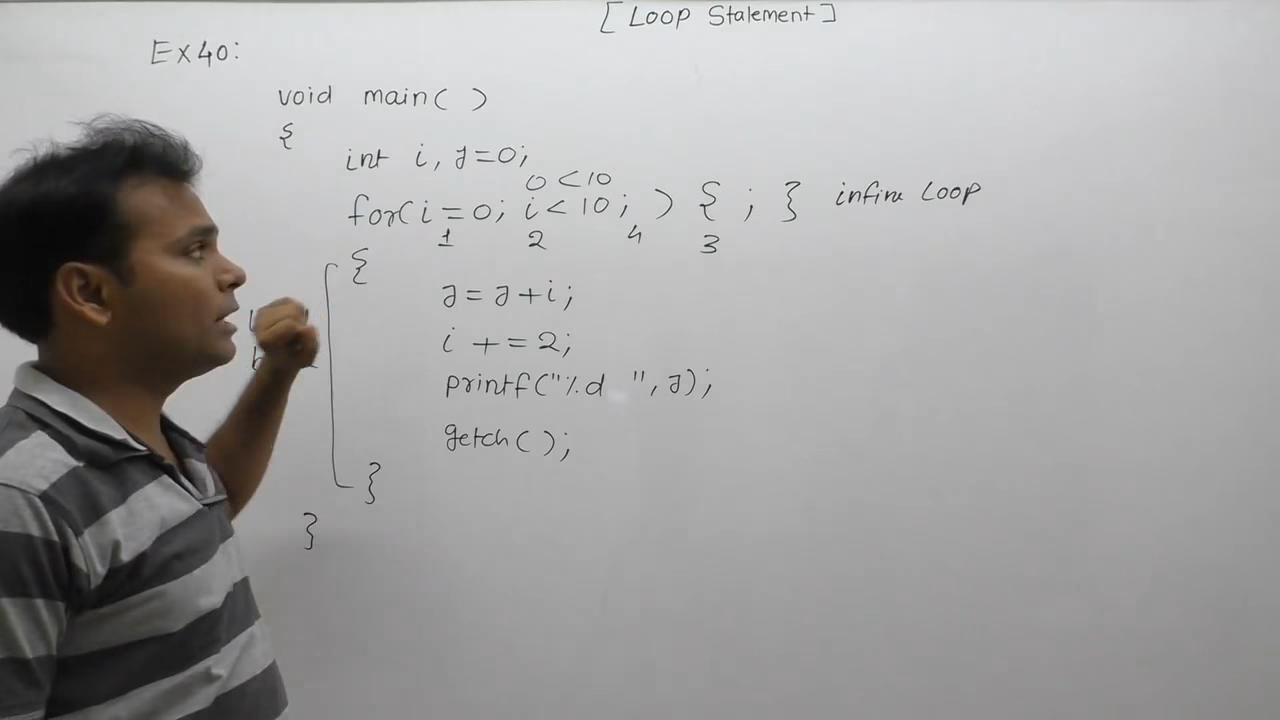 [Loop Statement]
Ex40:
void main( )
{
int i, j=0;
0<10
for(i=0; i<10; ) { ; } infine Loop
1 2 4 3
{
j=j+i;
i+=2;
printf("%d ",j);
getch( );
}
}